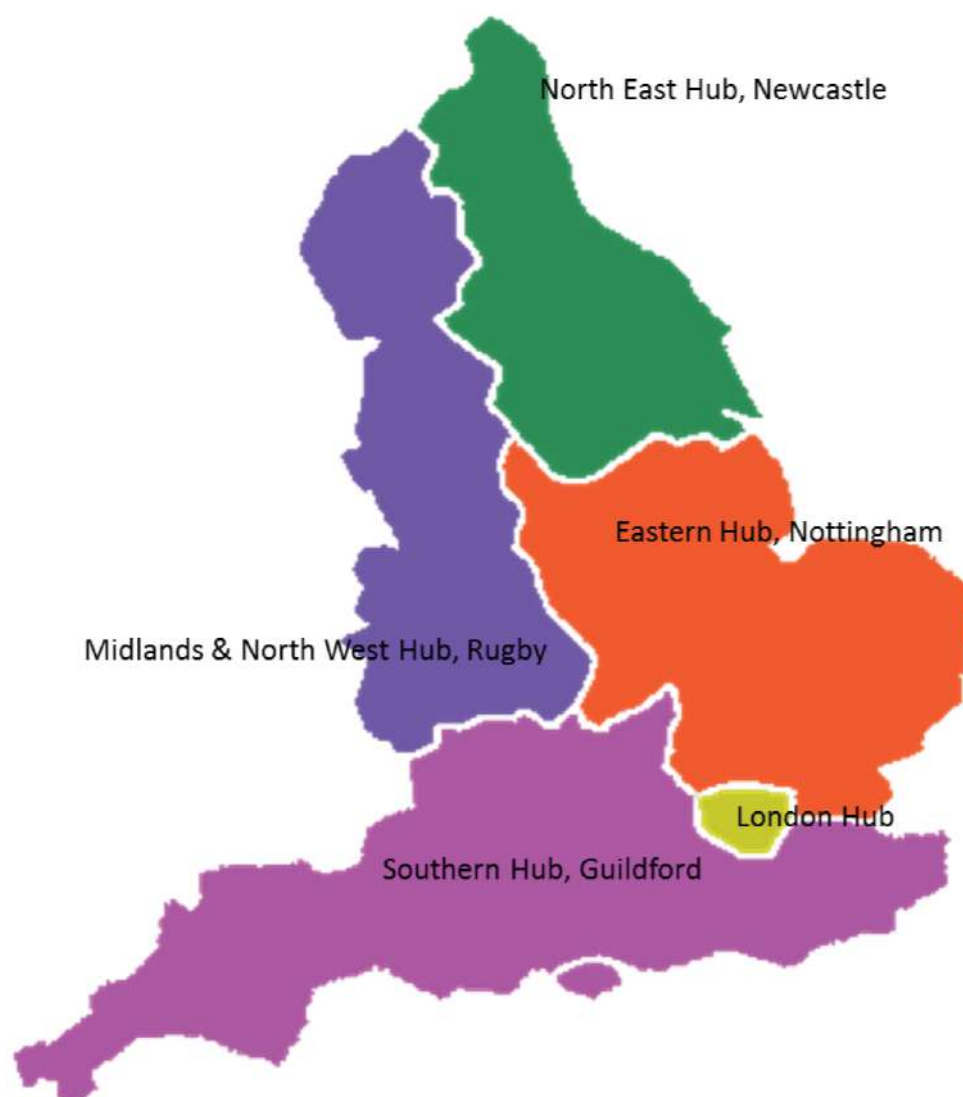 North East Hub, Newcastle
Eastern Hub, Nottingham
Midlands & North West Hub, Rugby
London Hub
Southern Hub, Guildford